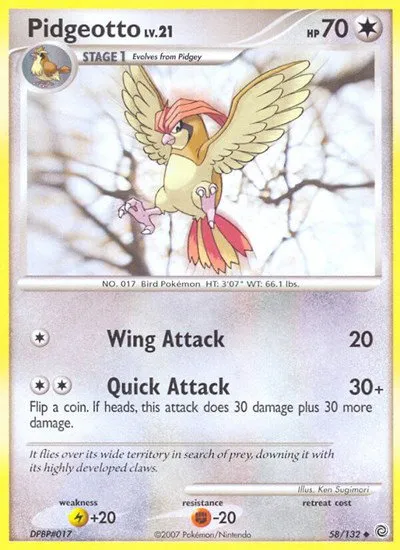 Pidgeotto LV.21 HP 70
STAGE 1 Evolves from Pidgey
NO. 017 Bird Pokémon HT: 3'07" WT: 66.1 lbs.
Wing Attack 20
Quick Attack 30+
Flip a coin. If heads, this attack does 30 damage plus 30 more
damage.
It flies over its wide territory in search of prey, downing it with
its highly developed claws.
Illus. Ken Sugimori
weakness resistance retreat cost
+20 -20
DPBP#017 ©2007 Pokémon/Nintendo 58/132